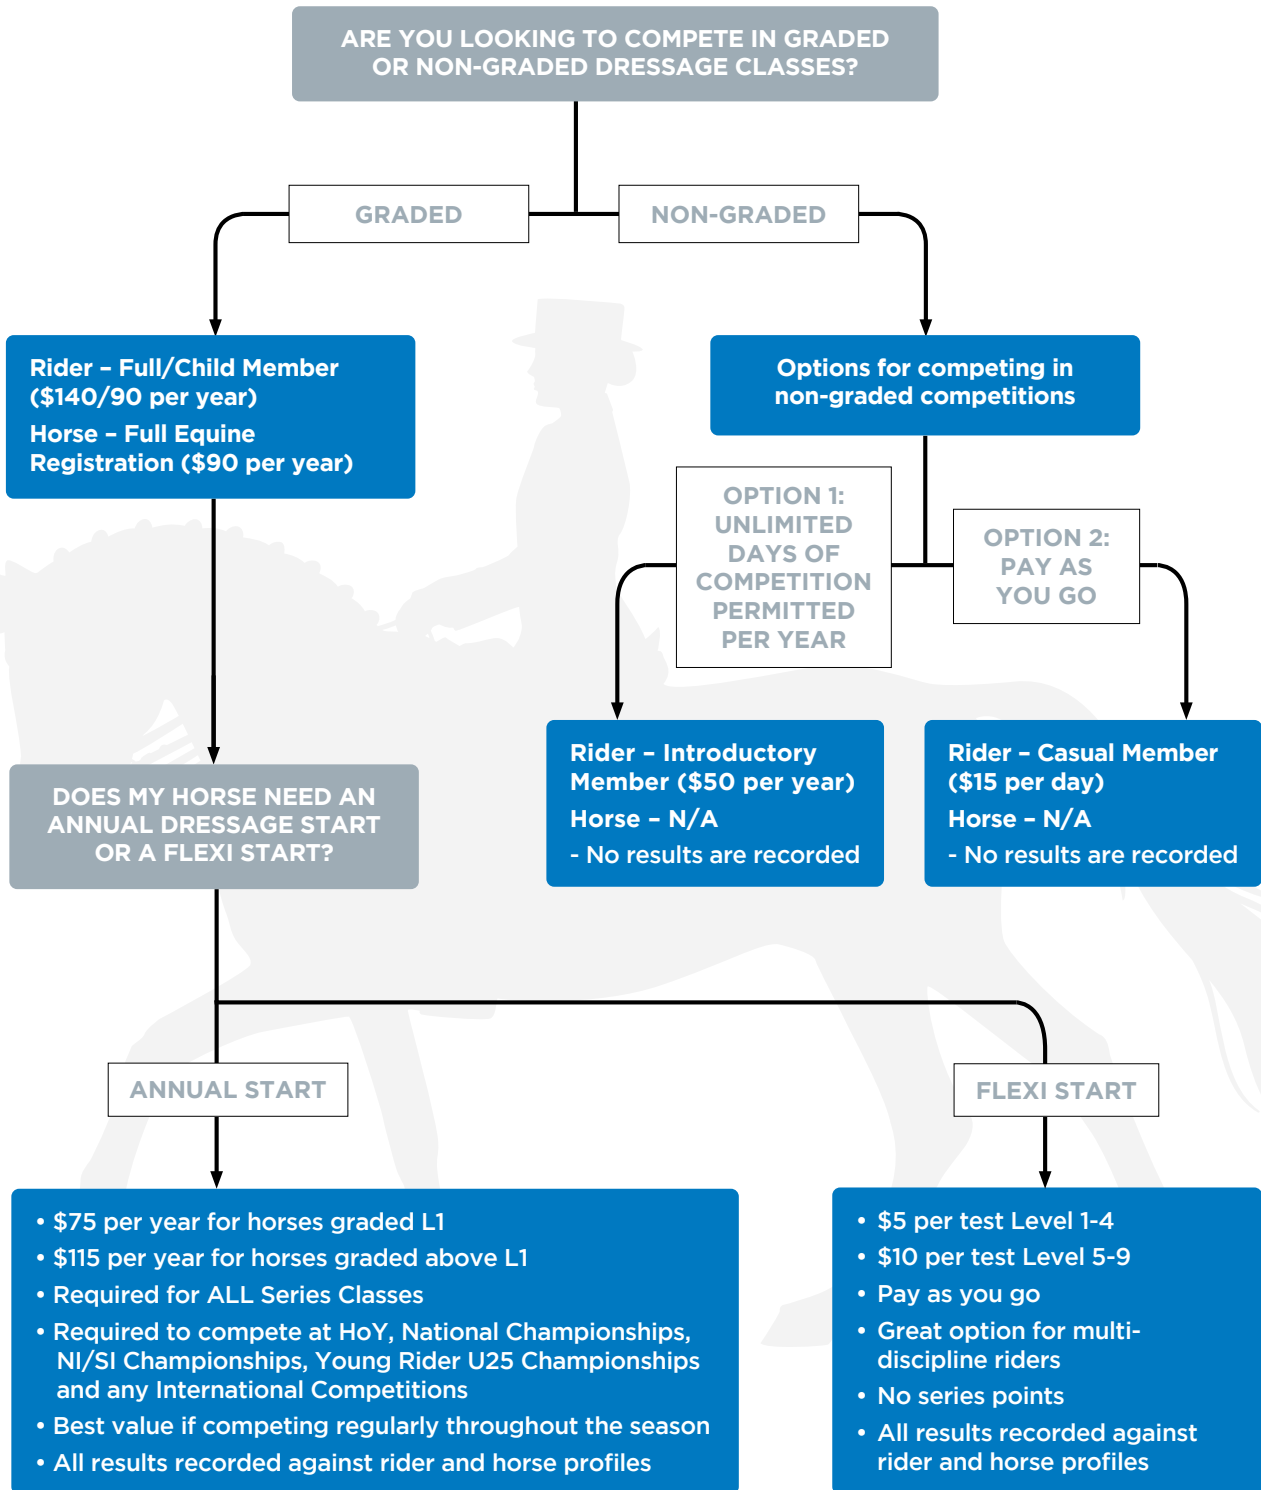 ARE YOU LOOKING TO COMPETE IN GRADED
OR NON-GRADED DRESSAGE CLASSES?
GRADED
NON-GRADED
Rider – Full/Child Member
($140/90 per year)
Horse – Full Equine
Registration ($90 per year)
Options for competing in
non-graded competitions
OPTION 1:
UNLIMITED
DAYS OF
COMPETITION
PERMITTED
PER YEAR
OPTION 2:
PAY AS
YOU GO
Rider – Introductory
Member ($50 per year)
Horse – N/A
- No results are recorded
Rider – Casual Member
($15 per day)
Horse – N/A
- No results are recorded
DOES MY HORSE NEED AN
ANNUAL DRESSAGE START
OR A FLEXI START?
ANNUAL START
FLEXI START
• $75 per year for horses graded L1
• $115 per year for horses graded above L1
• Required for ALL Series Classes
• Required to compete at HoY, National Championships,
NI/SI Championships, Young Rider U25 Championships
and any International Competitions
• Best value if competing regularly throughout the season
• All results recorded against rider and horse profiles
• $5 per test Level 1-4
• $10 per test Level 5-9
• Pay as you go
• Great option for multi-
discipline riders
• No series points
• All results recorded against
rider and horse profiles